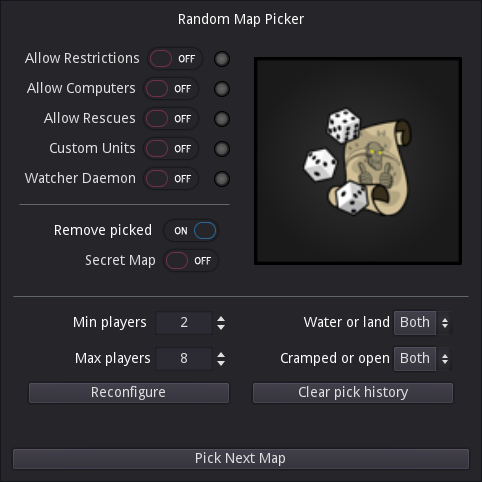 Random Map Picker
Allow Restrictions OFF
Allow Computers OFF
Allow Rescues OFF
Custom Units OFF
Watcher Daemon OFF
Remove picked ON
Secret Map OFF
Min players 2 Water or land Both
Max players 8 Cramped or open Both
Reconfigure Clear pick history
Pick Next Map